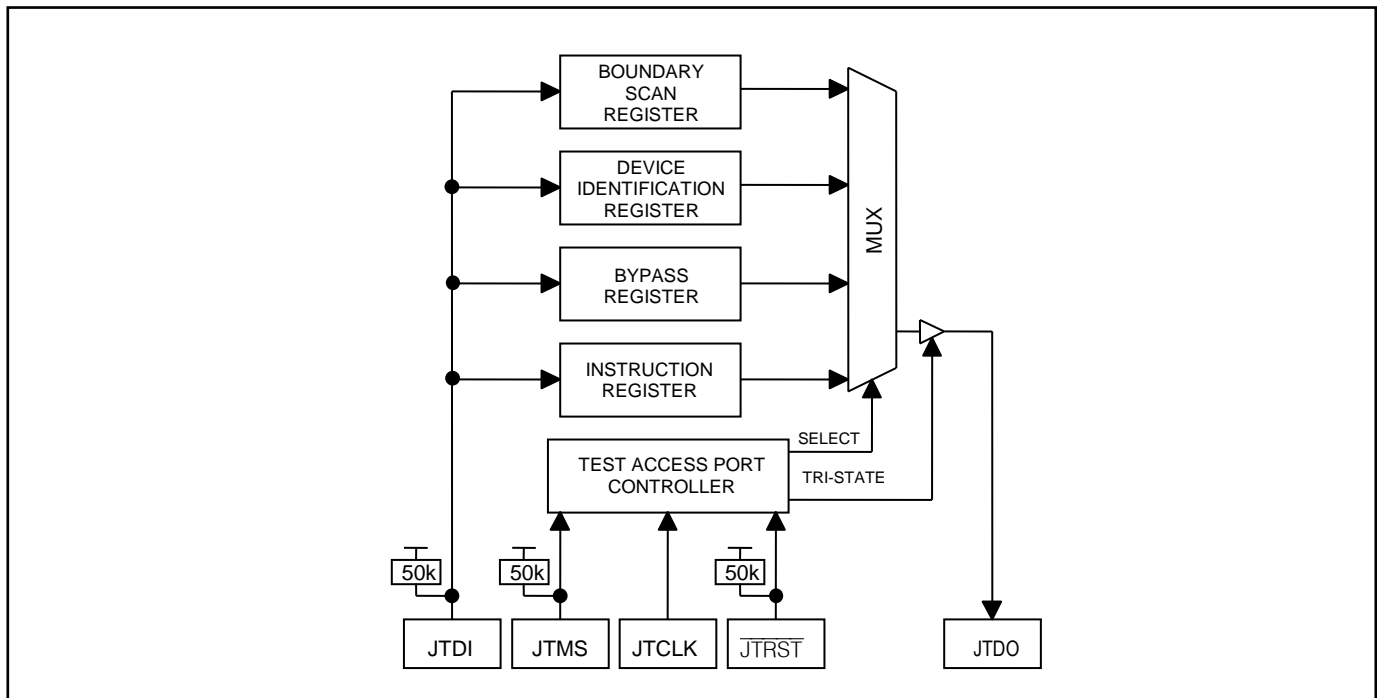 BOUNDARY
SCAN
REGISTER
DEVICE
IDENTIFICATION
REGISTER
BYPASS
REGISTER
INSTRUCTION
REGISTER
MUX
SELECT
TEST ACCESS PORT
CONTROLLER
TRI-STATE
50k
50k
50k
JTDI
JTMS
JTCLK
JTRST
JTDO